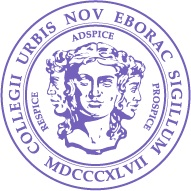 COLLEGII URBIS NOV EBORAC SIGILLUM
MDCCCXLVII
RESPICE
ADSPICE
PROSPICE